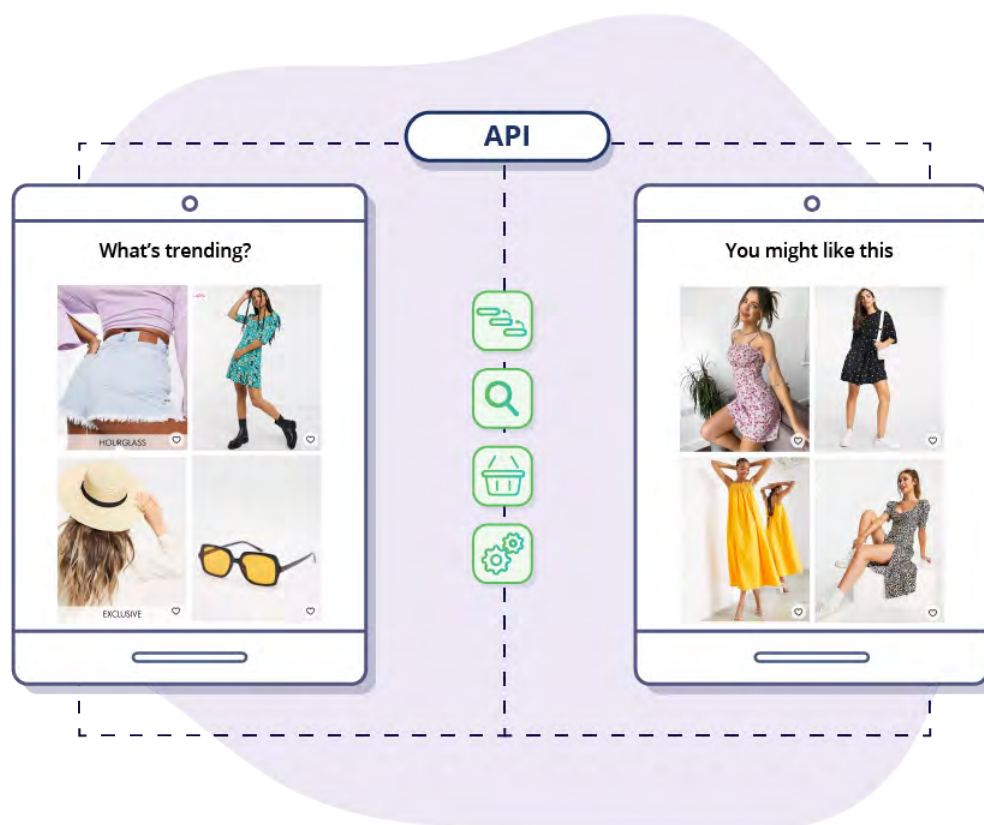 API
What's trending?
HOURGLASS
EXCLUSIVE
You might like this